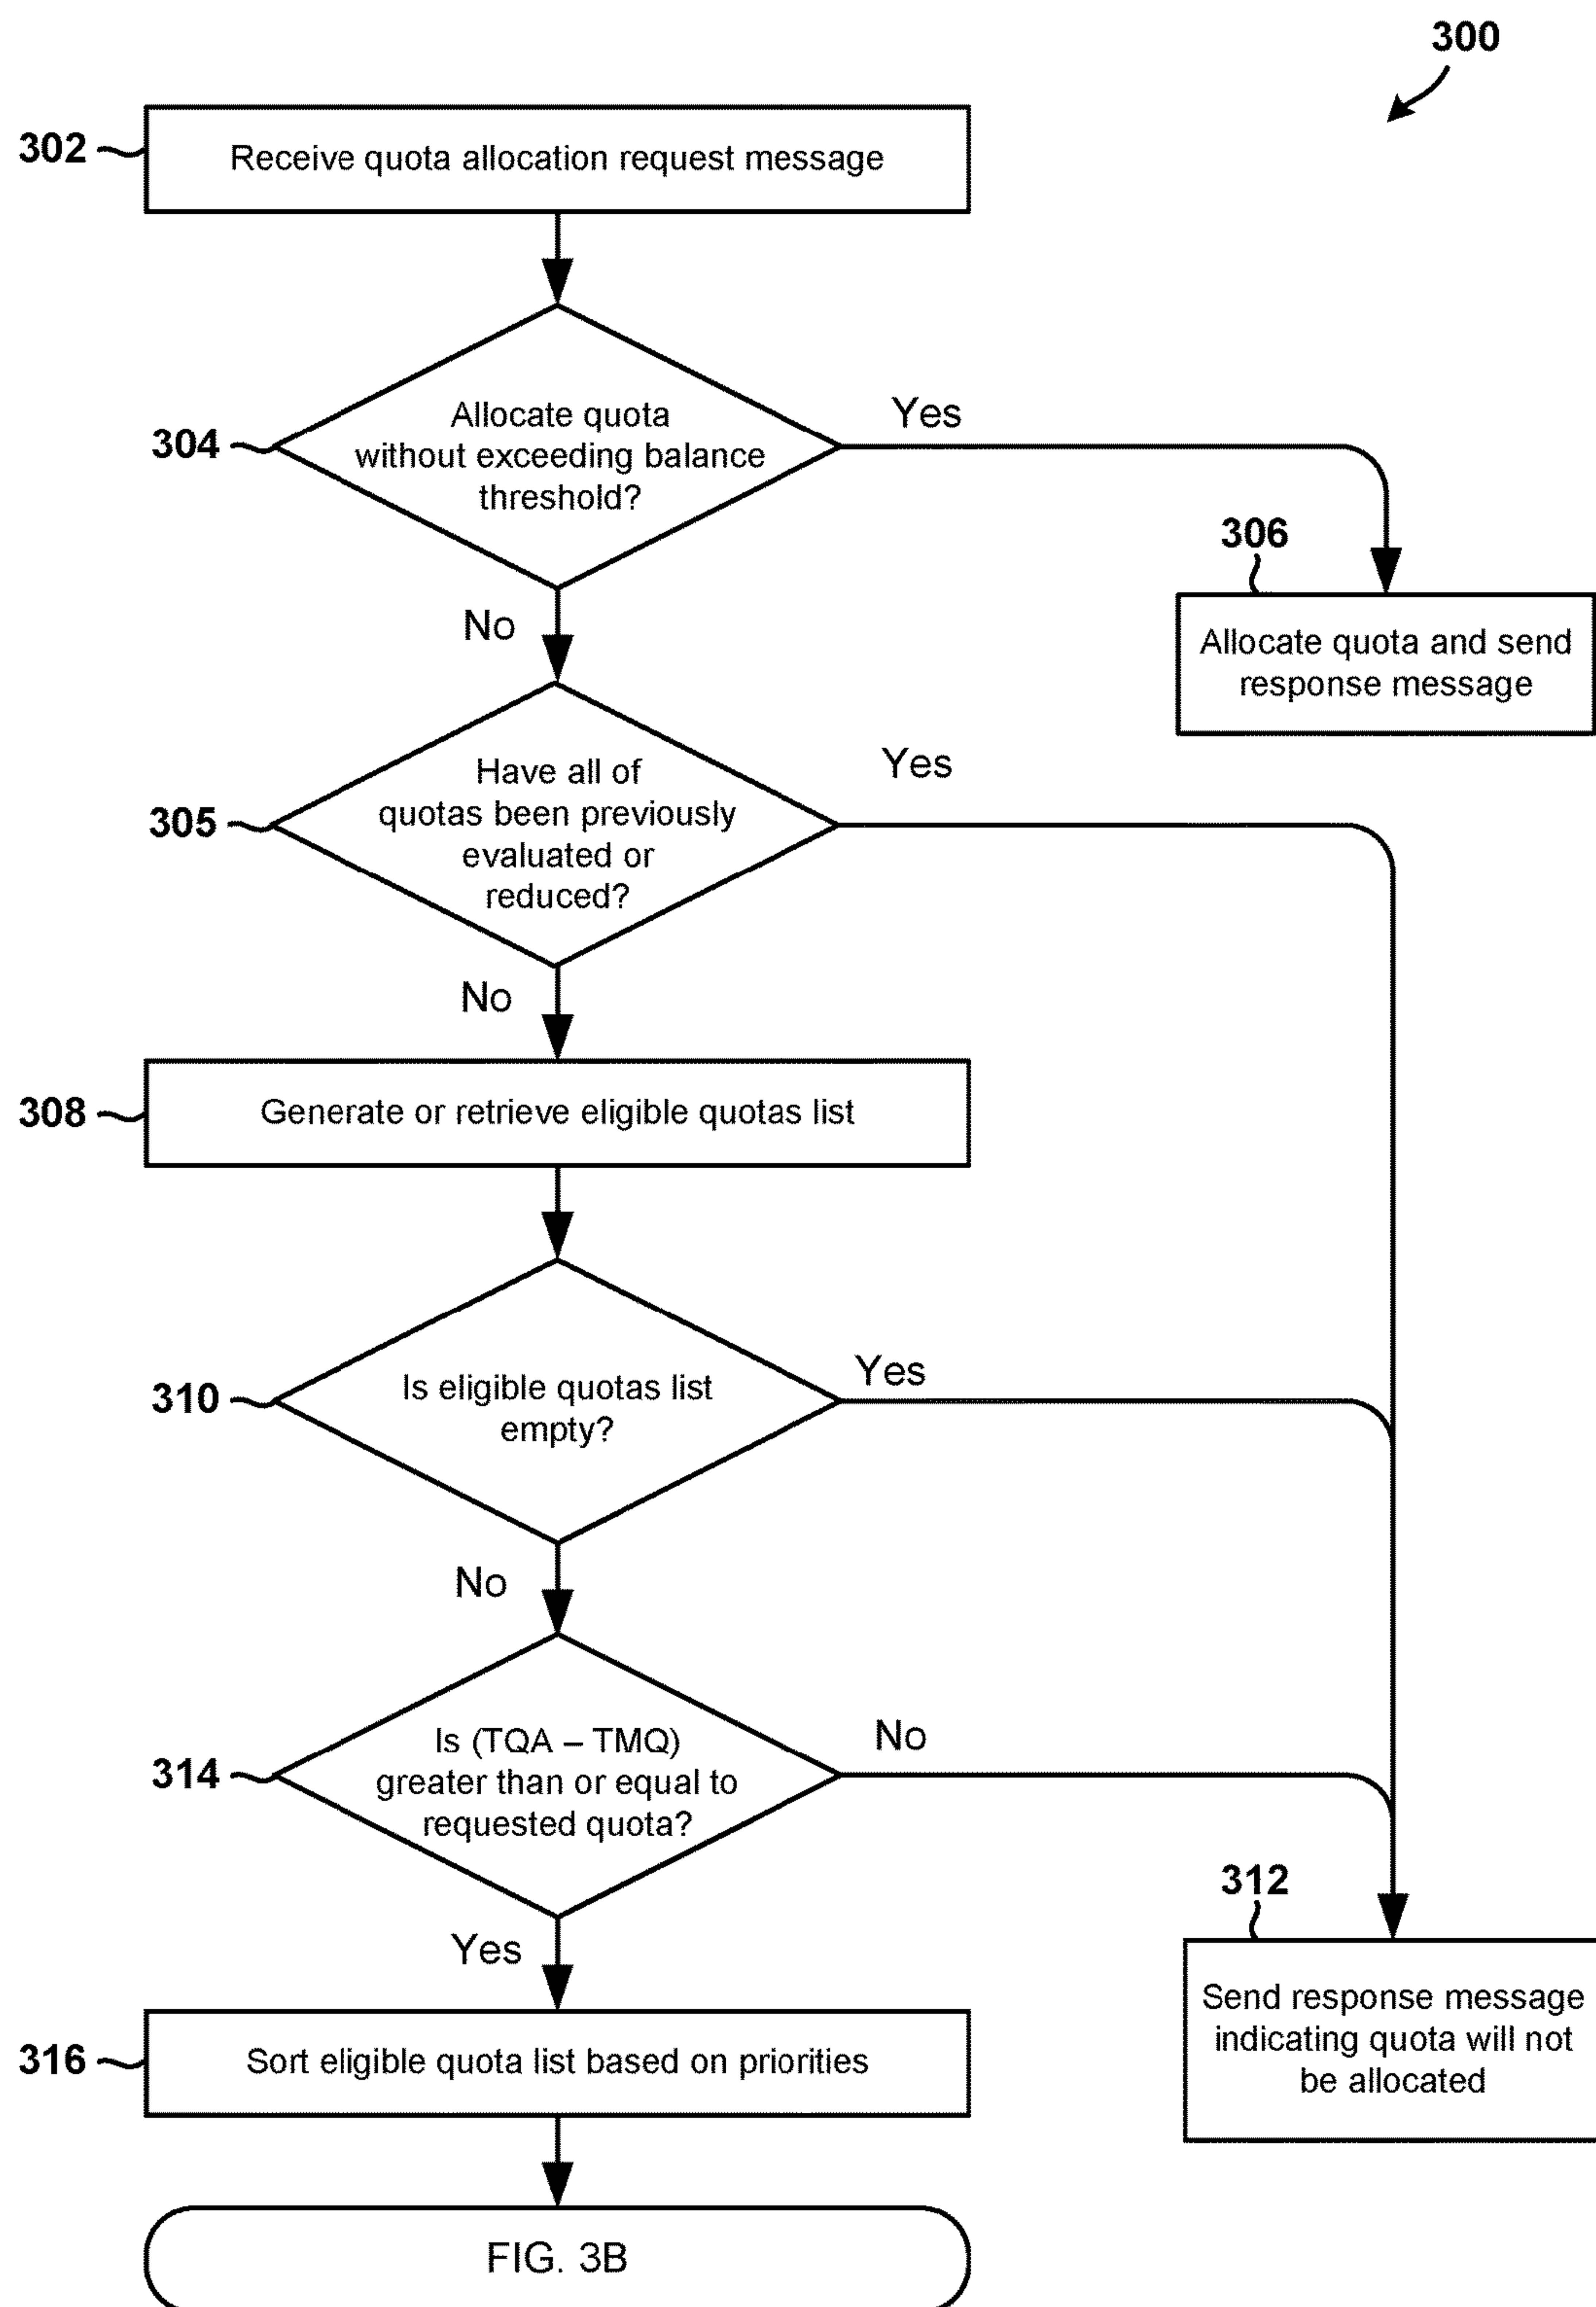 300
302
Receive quota allocation request message
304
Allocate quota
without exceeding balance
threshold?
Yes
306
Allocate quota and send
response message
No
305
Have all of
quotas been previously
evaluated or
reduced?
Yes
No
308
Generate or retrieve eligible quotas list
310
Is eligible quotas list
empty?
Yes
No
314
Is (TQA – TMQ)
greater than or equal to
requested quota?
No
312
Send response message
indicating quota will not
be allocated
Yes
316
Sort eligible quota list based on priorities
FIG. 3B